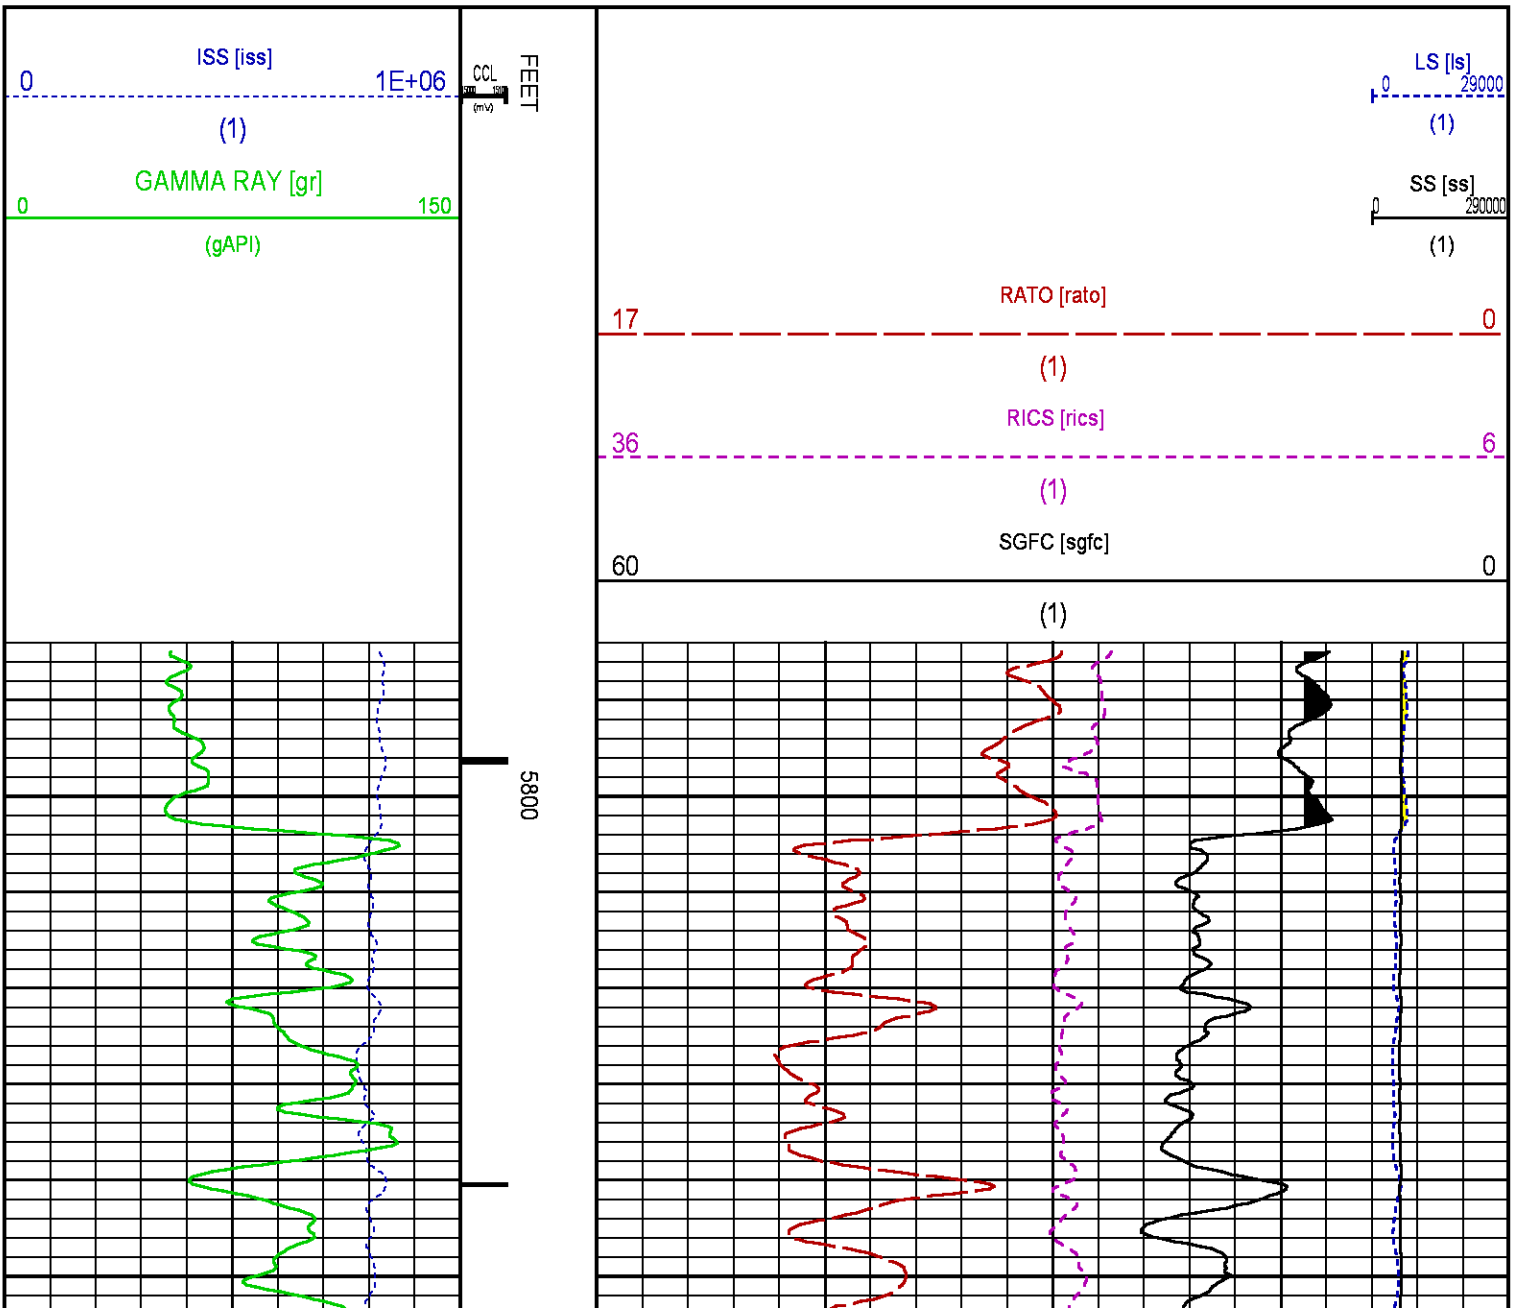 ISS [iss]
0 1E+06
(1)
GAMMA RAY [gr]
0 150
(gAPI)
CCL
(mV)
FEET
LS [ls]
0 29000
(1)
SS [ss]
0 290000
(1)
RATO [rato]
17 0
(1)
RICS [rics]
36 6
(1)
SGFC [sgfc]
60 0
(1)
5800